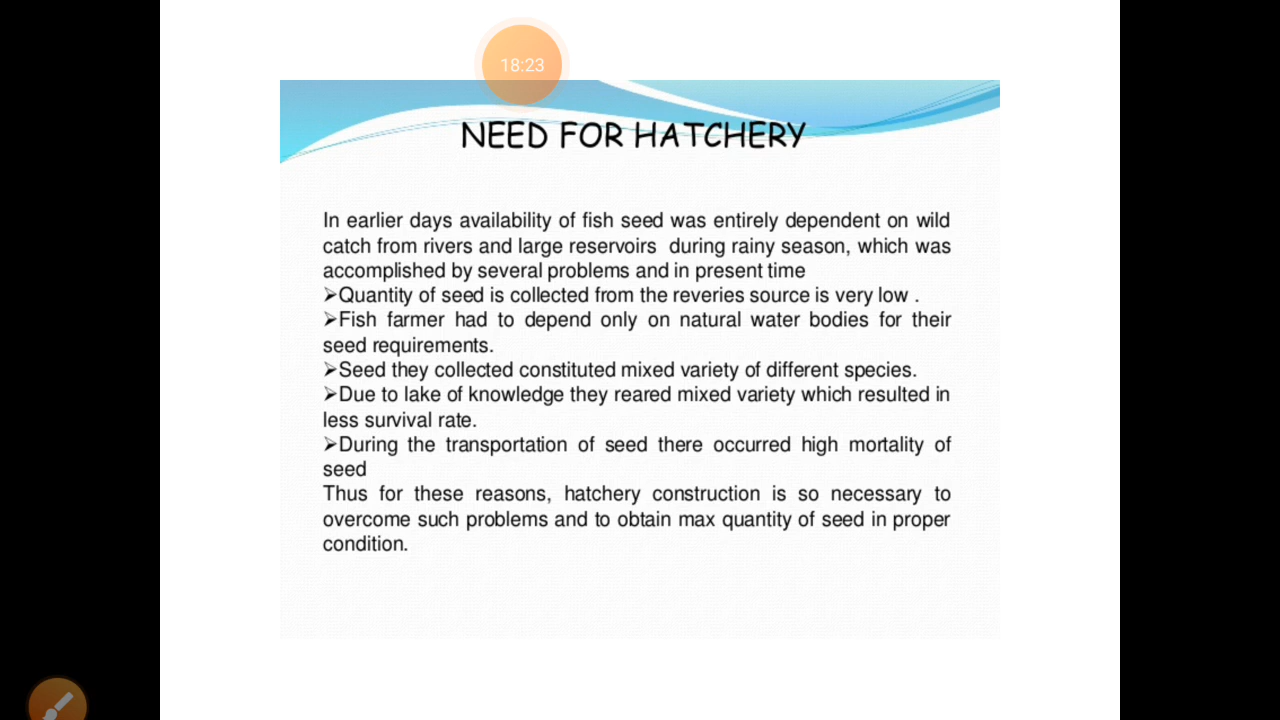 18:23
NEED FOR HATCHERY
In earlier days availability of fish seed was entirely dependent on wild
catch from rivers and large reservoirs during rainy season, which was
accomplished by several problems and in present time
➢Quantity of seed is collected from the reveries source is very low .
➢Fish farmer had to depend only on natural water bodies for their
seed requirements.
➢Seed they collected constituted mixed variety of different species.
➢Due to lake of knowledge they reared mixed variety which resulted in
less survival rate.
➢During the transportation of seed there occurred high mortality of
seed
Thus for these reasons, hatchery construction is so necessary to
overcome such problems and to obtain max quantity of seed in proper
condition.